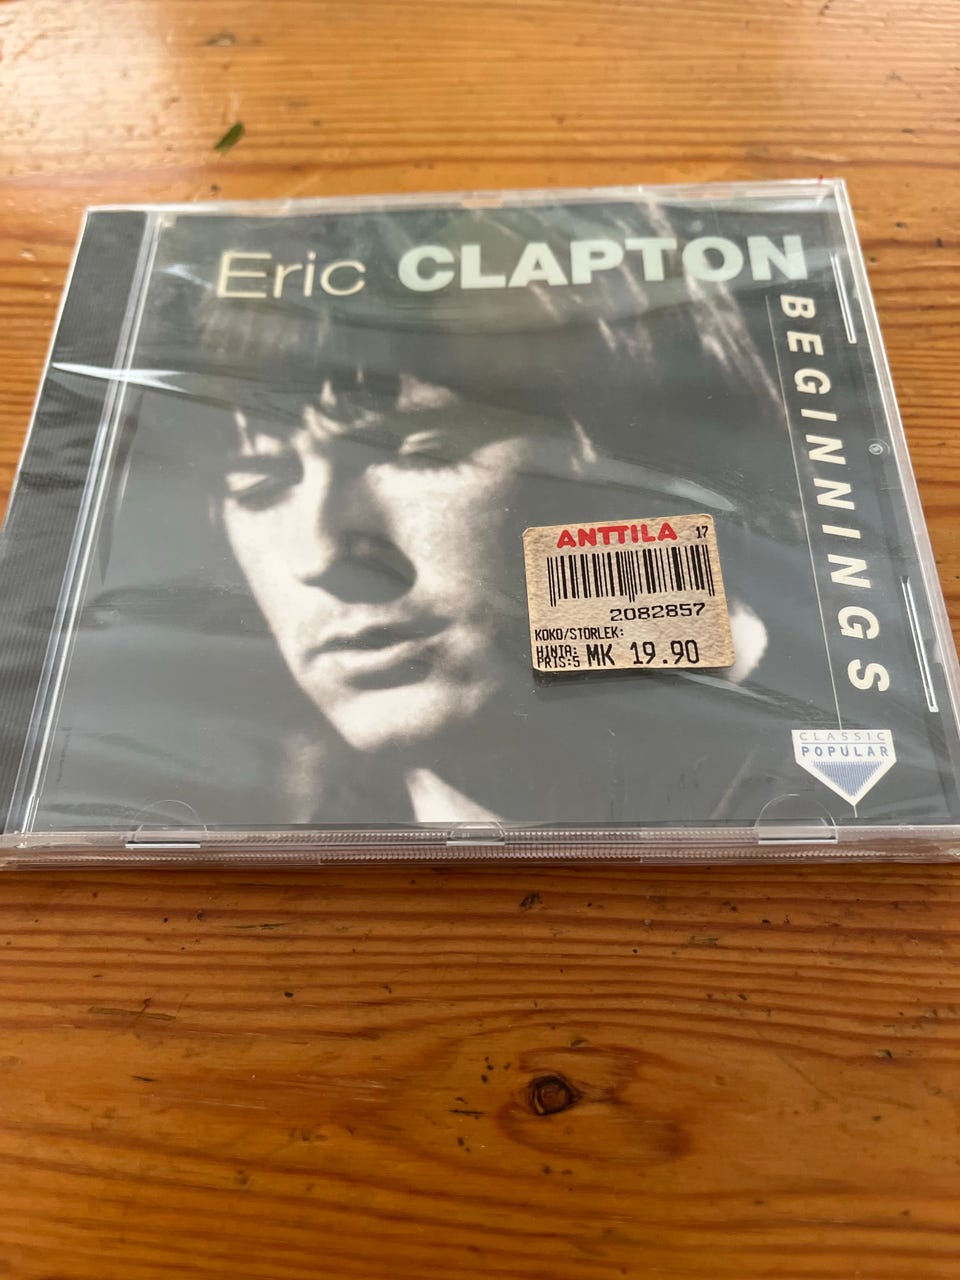 Eric CLAPTON
BEGINNINGS
ANTTILA 17
2082857
KOKO/STORLEK:
HINTA:
PRIS:5 MK 19.90
CLASSIC
POPULAR